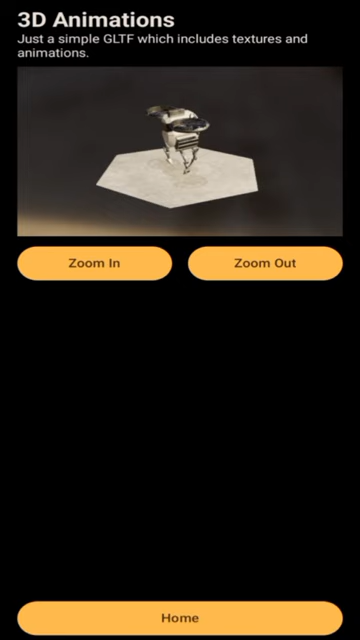 3D Animations
Just a simple GLTF which includes textures and
animations.
Zoom In
Zoom Out
Home